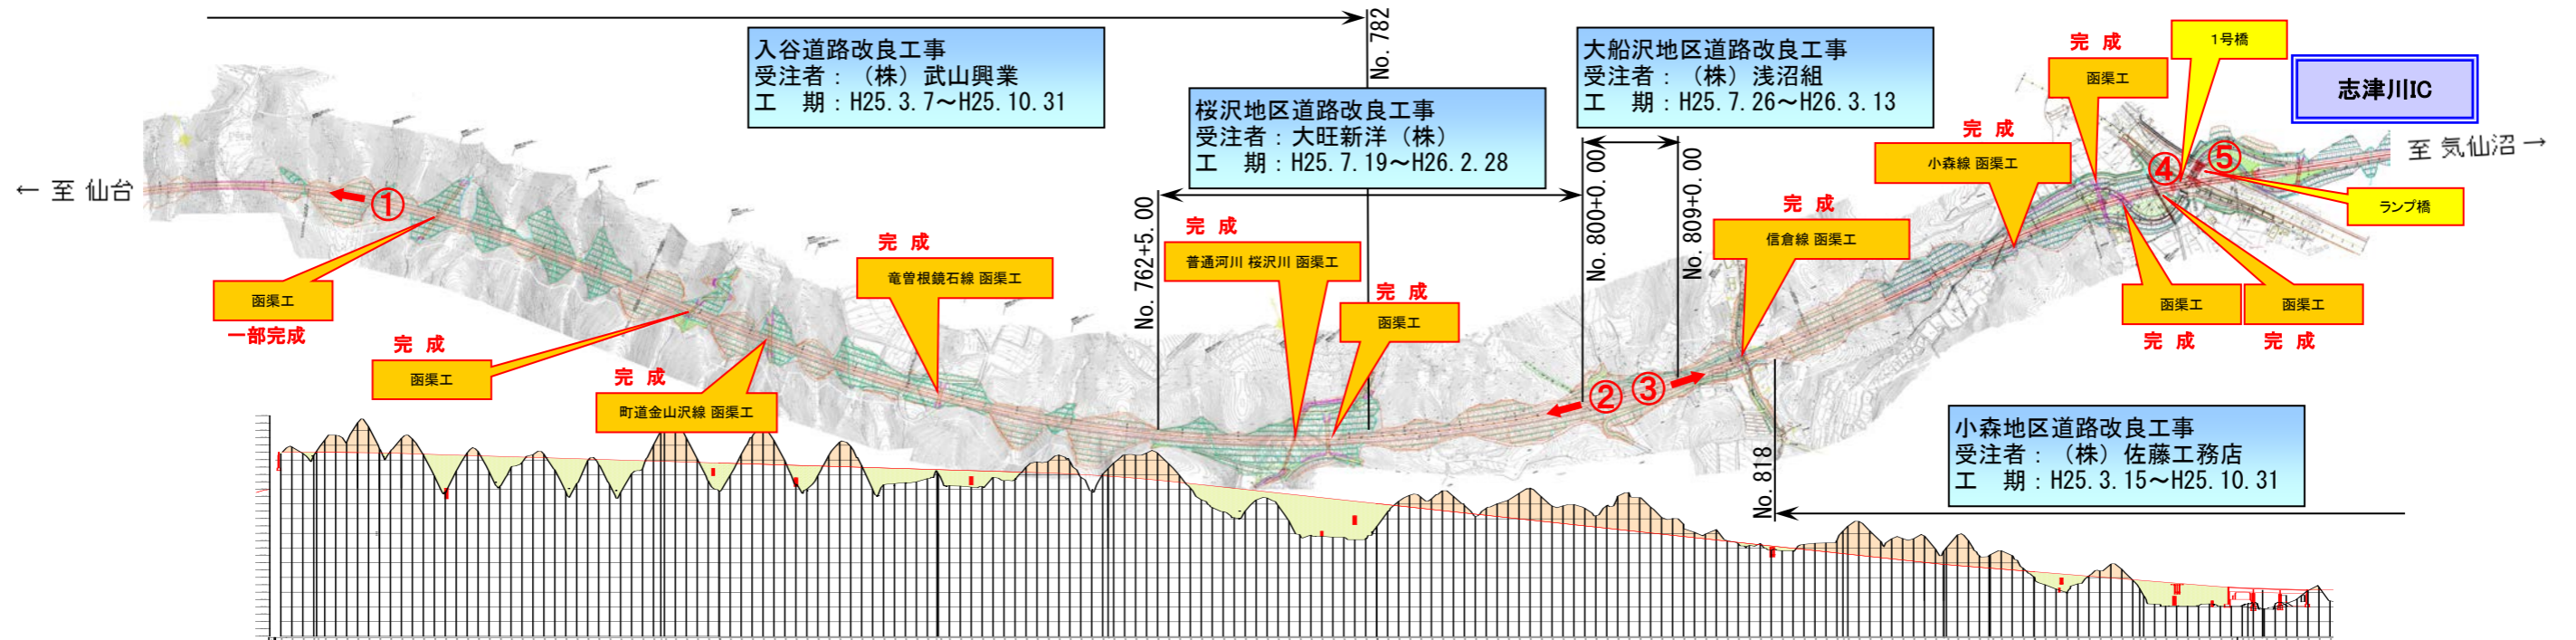 No. 782
入谷道路改良工事
受注者：（株）武山興業
工　期：H25. 3. 7～H25. 10. 31
桜沢地区道路改良工事
受注者：大旺新洋（株）
工　期：H25. 7. 19～H26. 2. 28
大船沢地区道路改良工事
受注者：（株）浅沼組
工　期：H25. 7. 26～H26. 3. 13
完 成
函渠工
1号橋
志津川IC
至 気仙沼 →
← 至 仙台
①
函渠工
一部完成
完 成
函渠工
完 成
町道金山沢線 函渠工
完 成
竜曽根鏡石線 函渠工
No. 762+5. 00
完 成
普通河川 桜沢川 函渠工
完 成
函渠工
No. 800+0. 00
No. 809+0. 00
②
③
完 成
信倉線 函渠工
完 成
小森線 函渠工
④
⑤
ランプ橋
函渠工
完 成
函渠工
完 成
No. 818
小森地区道路改良工事
受注者：（株）佐藤工務店
工　期：H25. 3. 15～H25. 10. 31